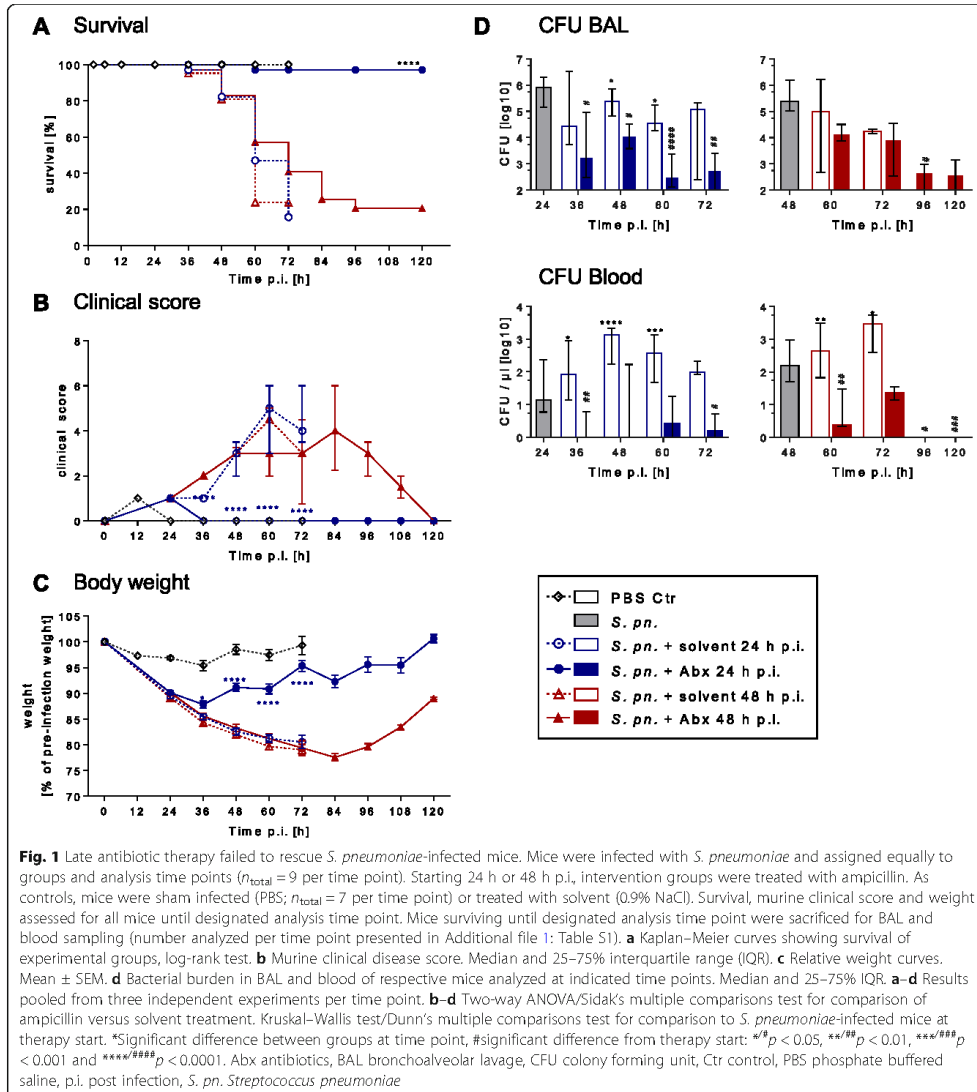 A Survival
survival [%]
100
80
60
40
20
0
****
0 12 24 36 48 60 72 84 96 108 120
Time p.i. [h]
B Clinical score
clinical score
8
6
4
2
0
**** **** **** ****
0 12 24 36 48 60 72 84 96 108 120
Time p.i. [h]
C Body weight
weight
[% of pre-infection weight]
105
100
95
90
85
80
75
70
* **** **** ****
0 12 24 36 48 60 72 84 96 108 120
Time p.i. [h]
D CFU BAL
CFU [log10]
7
6
5
4
3
2
# * # * #### ##
24 36 48 60 72
Time p.i. [h]
7
6
5
4
3
2
#
48 60 72 96 120
Time p.i. [h]
CFU Blood
CFU / µl [log10]
4
3
2
1
0
* ## **** *** #
24 36 48 60 72
Time p.i. [h]
4
3
2
1
0
** ## * # ###
48 60 72 96 120
Time p.i. [h]
PBS Ctr
S. pn.
S. pn. + solvent 24 h p.i.
S. pn. + Abx 24 h p.i.
S. pn. + solvent 48 h p.i.
S. pn. + Abx 48 h p.i.
Fig. 1 Late antibiotic therapy failed to rescue S. pneumoniae-infected mice. Mice were infected with S. pneumoniae and assigned equally to
groups and analysis time points (ntotal = 9 per time point). Starting 24 h or 48 h p.i., intervention groups were treated with ampicillin. As
controls, mice were sham infected (PBS; ntotal = 7 per time point) or treated with solvent (0.9% NaCl). Survival, murine clinical score and weight
assessed for all mice until designated analysis time point. Mice surviving until designated analysis time point were sacrificed for BAL and
blood sampling (number analyzed per time point presented in Additional file 1: Table S1). a Kaplan–Meier curves showing survival of
experimental groups, log-rank test. b Murine clinical disease score. Median and 25–75% interquartile range (IQR). c Relative weight curves.
Mean ± SEM. d Bacterial burden in BAL and blood of respective mice analyzed at indicated time points. Median and 25–75% IQR. a–d Results
pooled from three independent experiments per time point. b–d Two-way ANOVA/Sidak's multiple comparisons test for comparison of
ampicillin versus solvent treatment. Kruskal–Wallis test/Dunn's multiple comparisons test for comparison to S. pneumoniae-infected mice at
therapy start. *Significant difference between groups at time point, #significant difference from therapy start: */#p < 0.05, **/##p < 0.01, ***/###p
< 0.001 and ****/####p < 0.0001. Abx antibiotics, BAL bronchoalveolar lavage, CFU colony forming unit, Ctr control, PBS phosphate buffered
saline, p.i. post infection, S. pn. Streptococcus pneumoniae